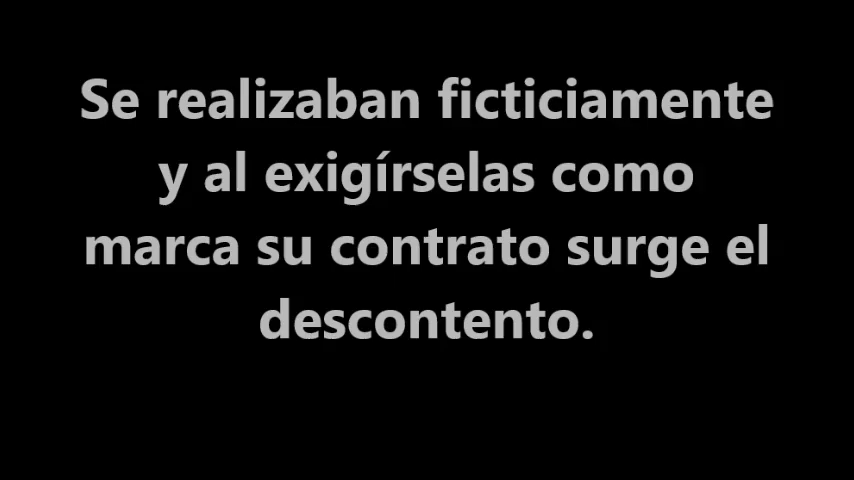 Se realizaban ficticiamente
y al exigírselas como
marca su contrato surge el
descontento.